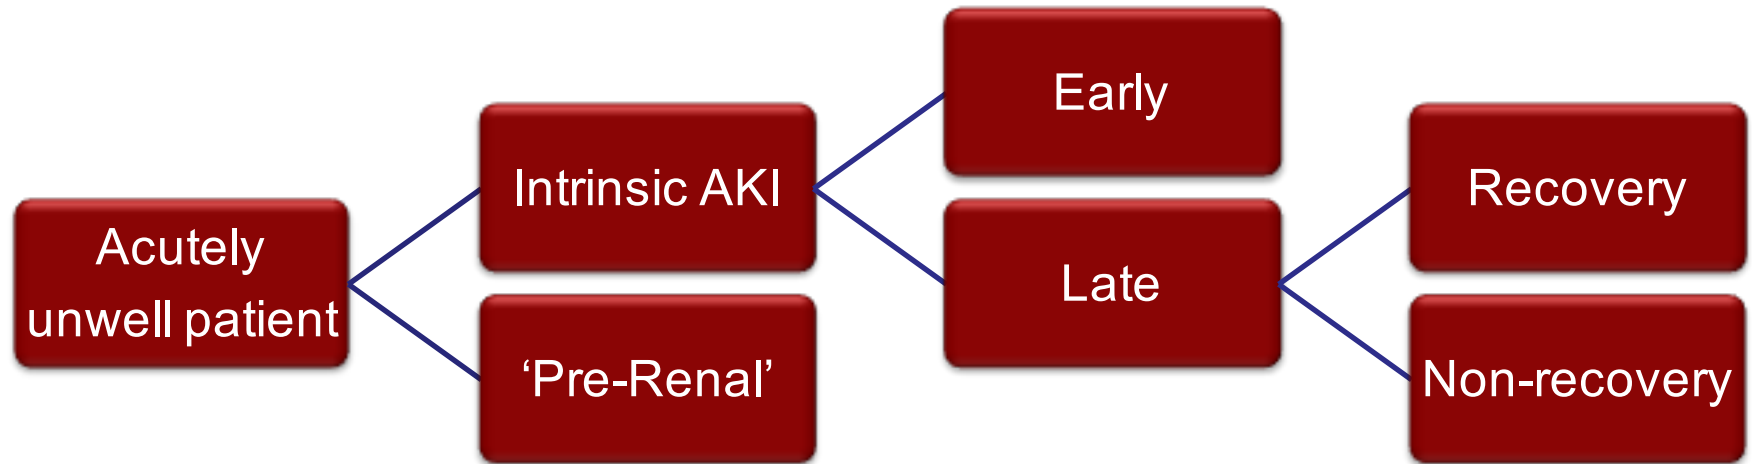 Acutely
unwell patient
Intrinsic AKI
‘Pre-Renal’
Early
Late
Recovery
Non-recovery